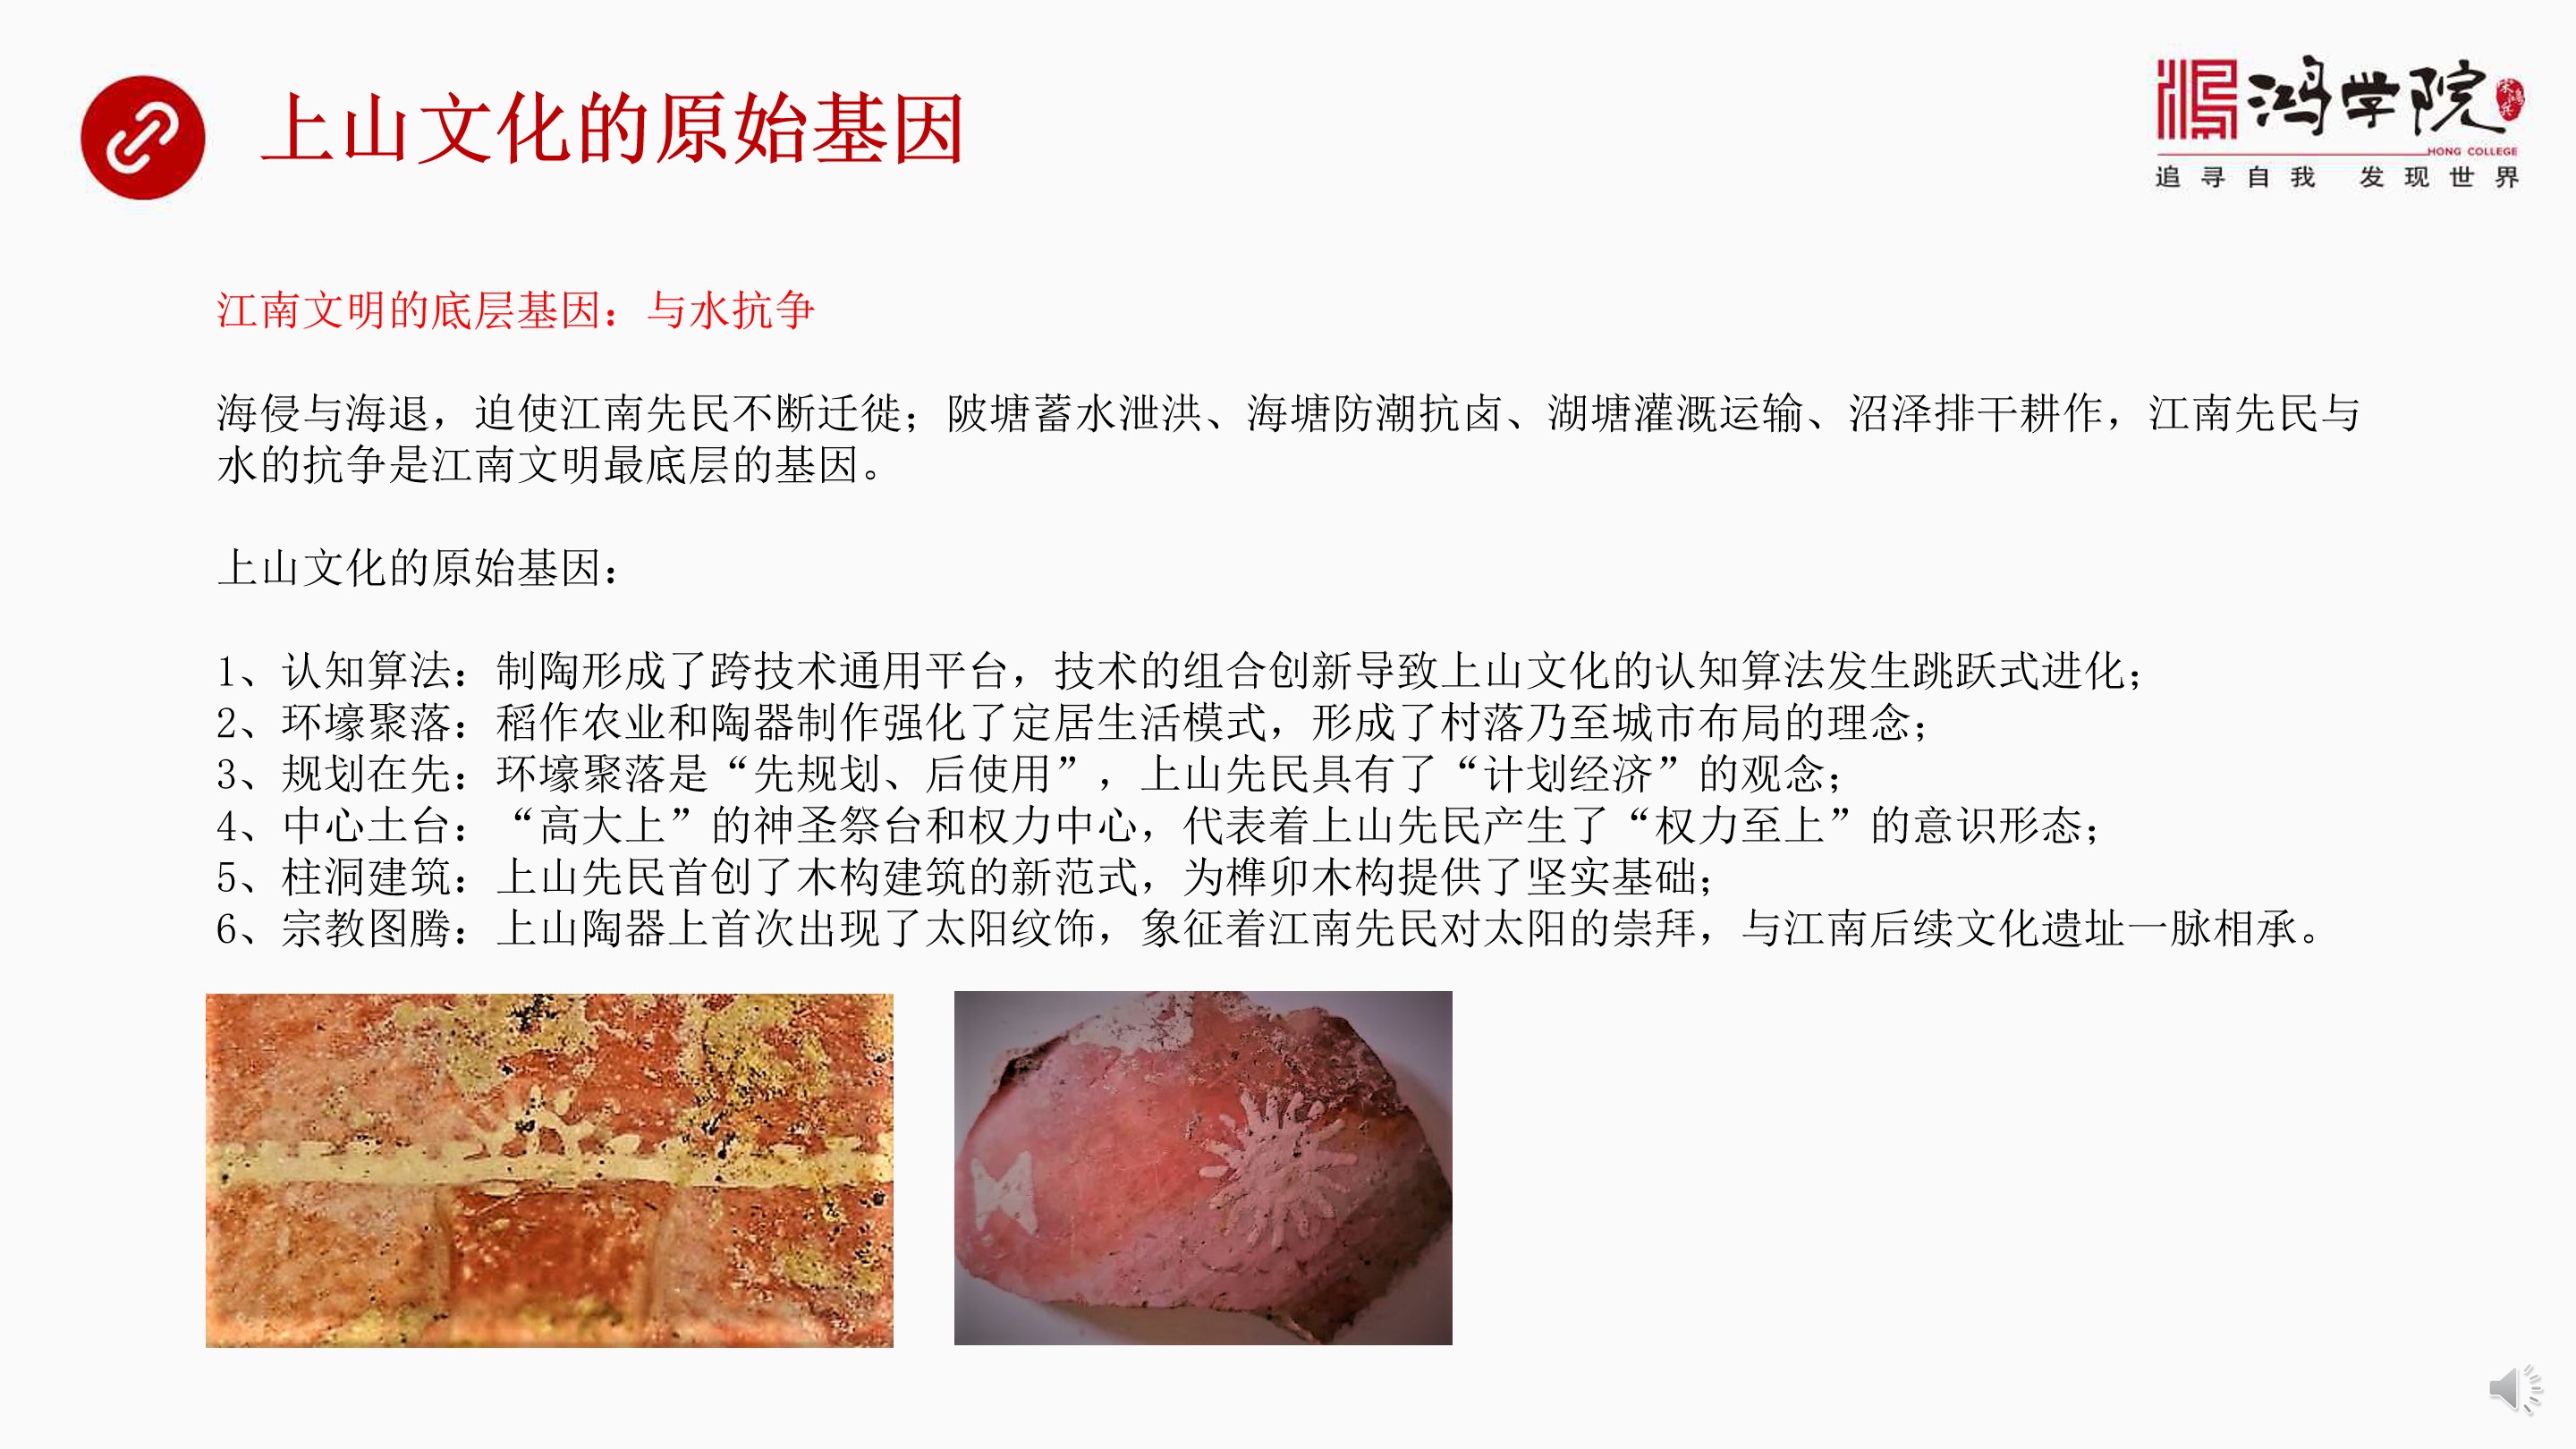 上山文化的原始基因
鸿学院
HONG COLLEGE
追寻自我 发现世界
江南文明的底层基因：与水抗争
海侵与海退，迫使江南先民不断迁徙；陂塘蓄水泄洪、海塘防潮抗卤、湖塘灌溉运输、沼泽排干耕作，江南先民与
水的抗争是江南文明最底层的基因。
上山文化的原始基因：
1、认知算法：制陶形成了跨技术通用平台，技术的组合创新导致上山文化的认知算法发生跳跃式进化；
2、环壕聚落：稻作农业和陶器制作强化了定居生活模式，形成了村落乃至城市布局的理念；
3、规划在先：环壕聚落是“先规划、后使用”，上山先民具有了“计划经济”的观念；
4、中心土台：“高大上”的神圣祭台和权力中心，代表着上山先民产生了“权力至上”的意识形态；
5、柱洞建筑：上山先民首创了木构建筑的新范式，为榫卯木构提供了坚实基础；
6、宗教图腾：上山陶器上首次出现了太阳纹饰，象征着江南先民对太阳的崇拜，与江南后续文化遗址一脉相承。